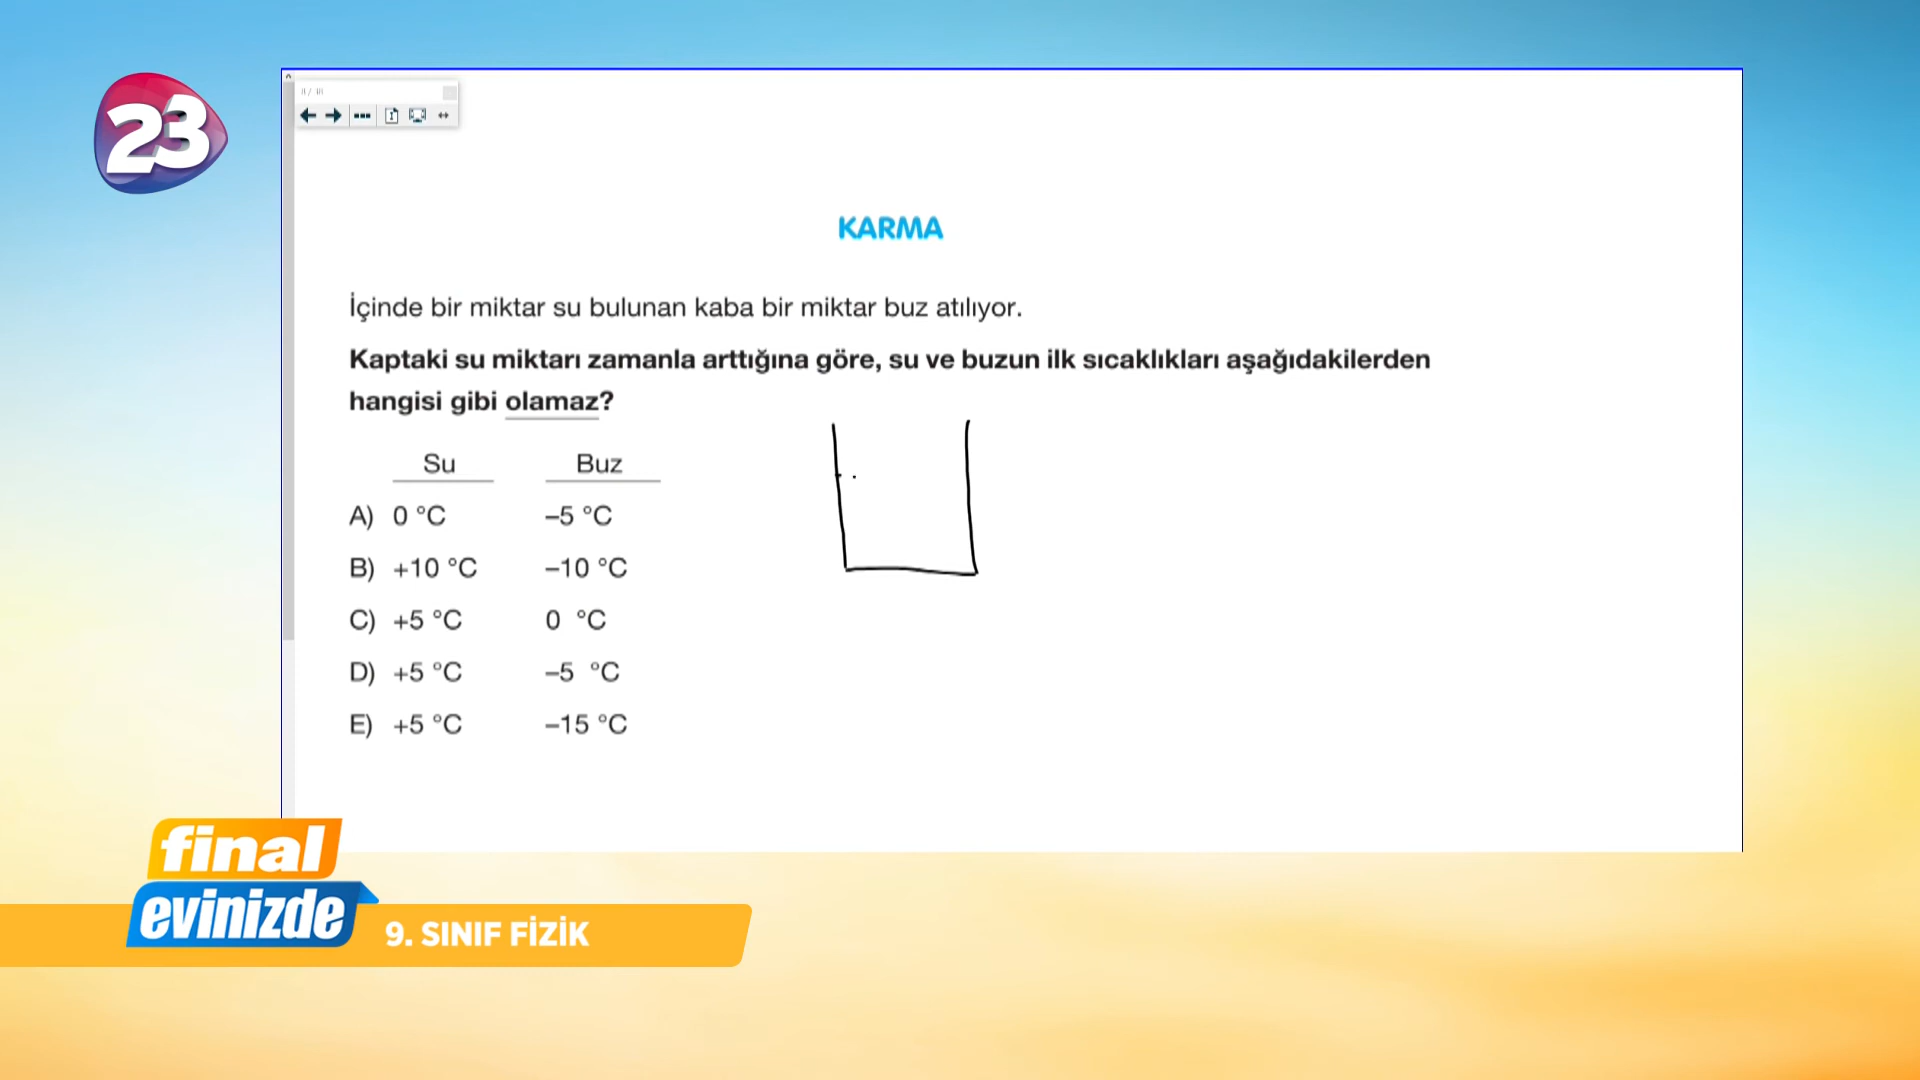 23
KARMA
İçinde bir miktar su bulunan kaba bir miktar buz atılıyor.
Kaptaki su miktarı zamanla arttığına göre, su ve buzun ilk sıcaklıkları aşağıdakilerden
hangisi gibi olamaz?
Su Buz
A) 0 °C –5 °C
B) +10 °C –10 °C
C) +5 °C 0 °C
D) +5 °C –5 °C
E) +5 °C –15 °C
final
evinizde
9. SINIF FİZİK